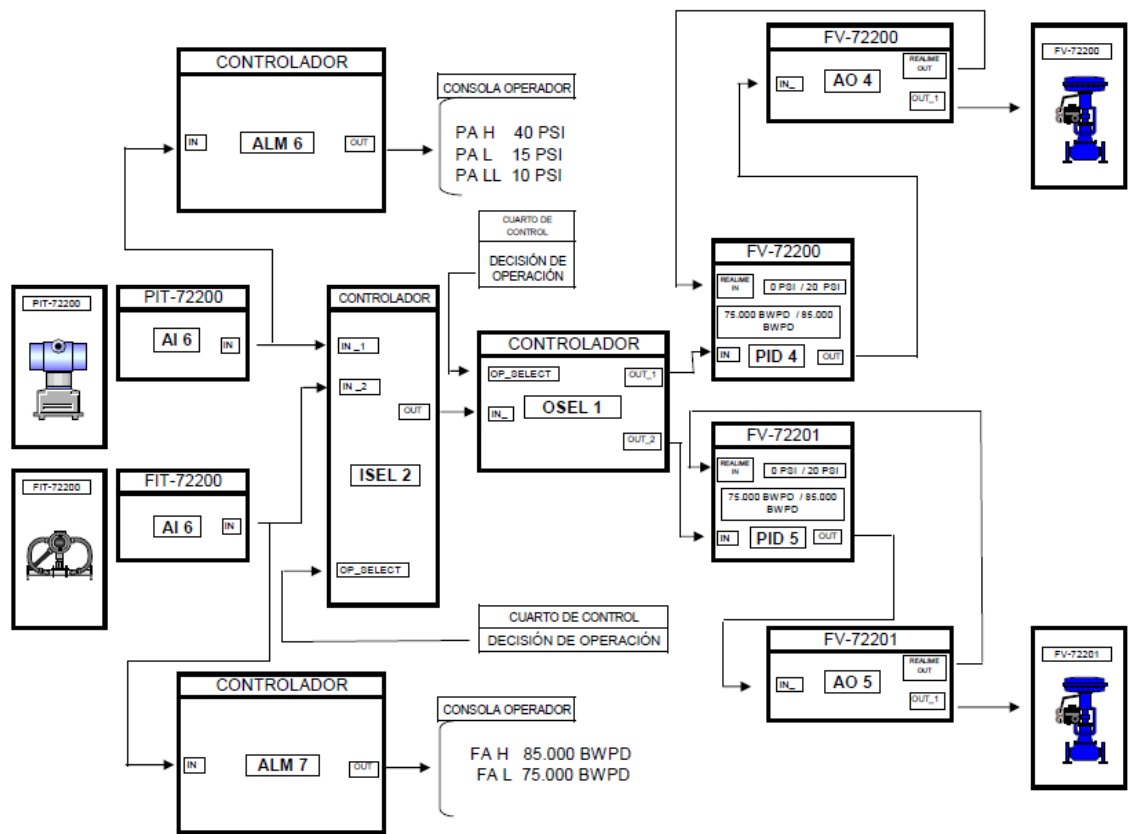 CONTROLADOR
IN
ALM 6
OUT
CONSOLA OPERADOR
PA H 40 PSI
PA L 15 PSI
PA LL 10 PSI
FV-72200
IN_
AO 4
REALIME
OUT
OUT_1
FV-72200
CUARTO DE
CONTROL
DECISIÓN DE
OPERACIÓN
PIT-72200
PIT-72200
AI 6
IN
FIT-72200
FIT-72200
AI 6
IN
CONTROLADOR
IN_1
IN_2
OUT
ISEL 2
OP_SELECT
CONTROLADOR
OP_SELECT
OUT_1
IN_
OSEL 1
OUT_2
FV-72200
REALIME
IN
0 PSI / 20 PSI
75.000 BWPD / 85.000
BWPD
IN
PID 4
OUT
FV-72201
REALIME
IN
0 PSI / 20 PSI
75.000 BWPD / 85.000
BWPD
IN
PID 5
OUT
CUARTO DE CONTROL
DECISIÓN DE OPERACIÓN
CONTROLADOR
IN
ALM 7
OUT
CONSOLA OPERADOR
FA H 85.000 BWPD
FA L 75.000 BWPD
FV-72201
IN_
AO 5
REALIME
OUT
OUT_1
FV-72201